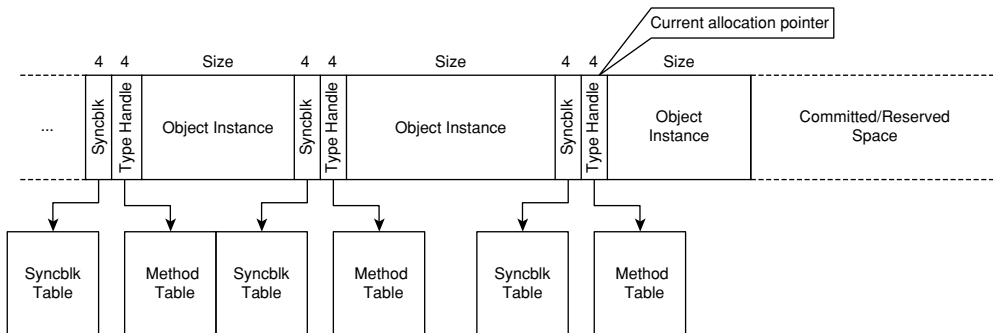 Current allocation pointer
4 4 Size 4 4 Size 4 4 Size
...
Syncblk
Type Handle
Object Instance
Syncblk
Type Handle
Object Instance
Syncblk
Type Handle
Object
Instance
Committed/Reserved
Space
Syncblk
Table
Method
Table
Syncblk
Table
Method
Table
Syncblk
Table
Method
Table